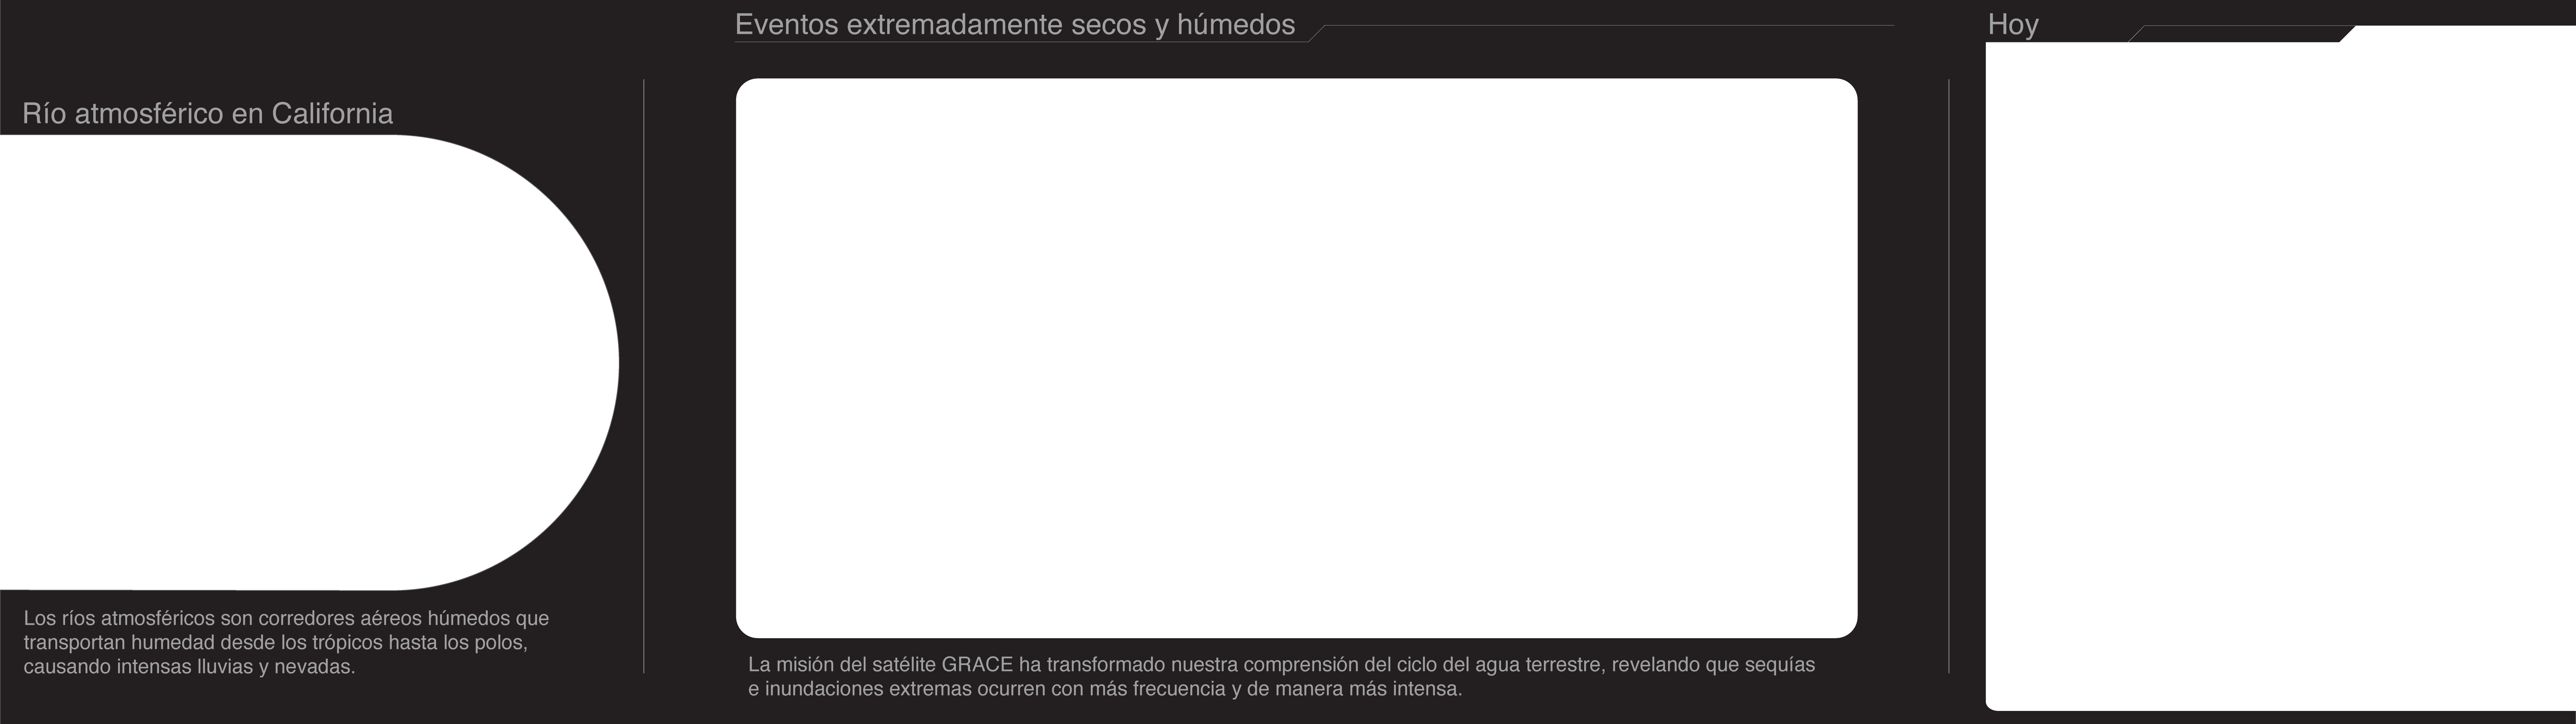 Río atmosférico en California
Los ríos atmosféricos son corredores aéreos húmedos que
transportan humedad desde los trópicos hasta los polos,
causando intensas lluvias y nevadas.
Eventos extremadamente secos y húmedos
La misión del satélite GRACE ha transformado nuestra comprensión del ciclo del agua terrestre, revelando que sequías
e inundaciones extremas ocurren con más frecuencia y de manera más intensa.
Hoy